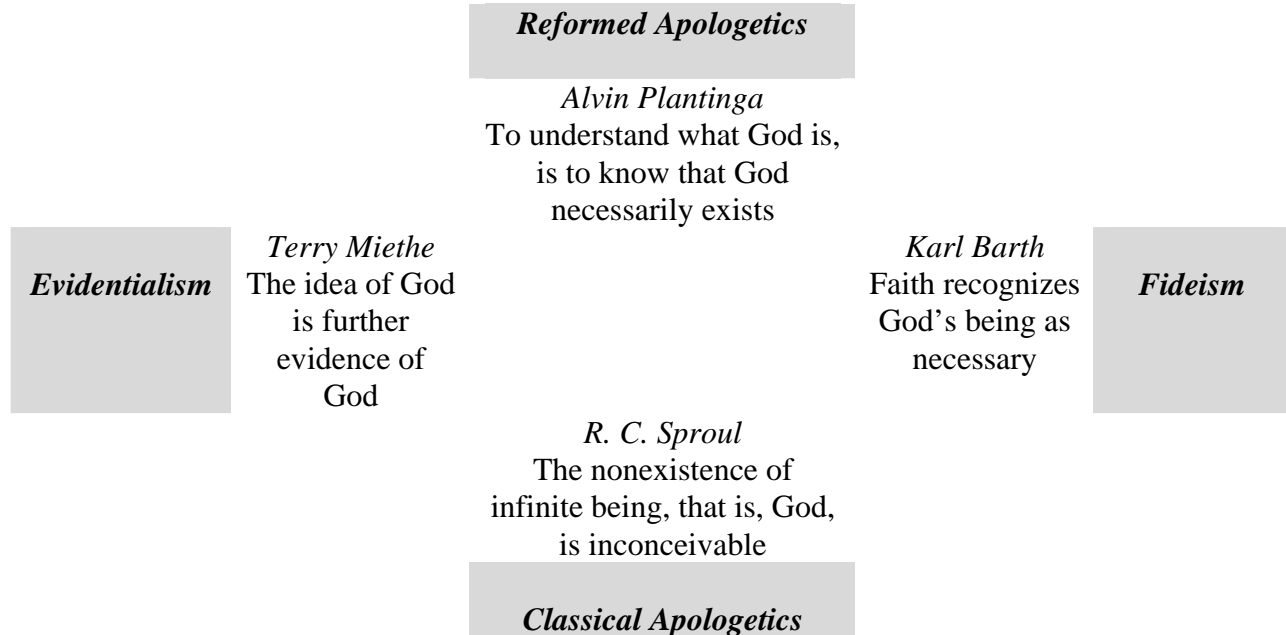 Reformed Apologetics
Alvin Plantinga
To understand what God is,
is to know that God
necessarily exists
Evidentialism
Terry Miethe
The idea of God
is further
evidence of
God
Karl Barth
Faith recognizes
God’s being as
necessary
Fideism
R. C. Sproul
The nonexistence of
infinite being, that is, God,
is inconceivable
Classical Apologetics